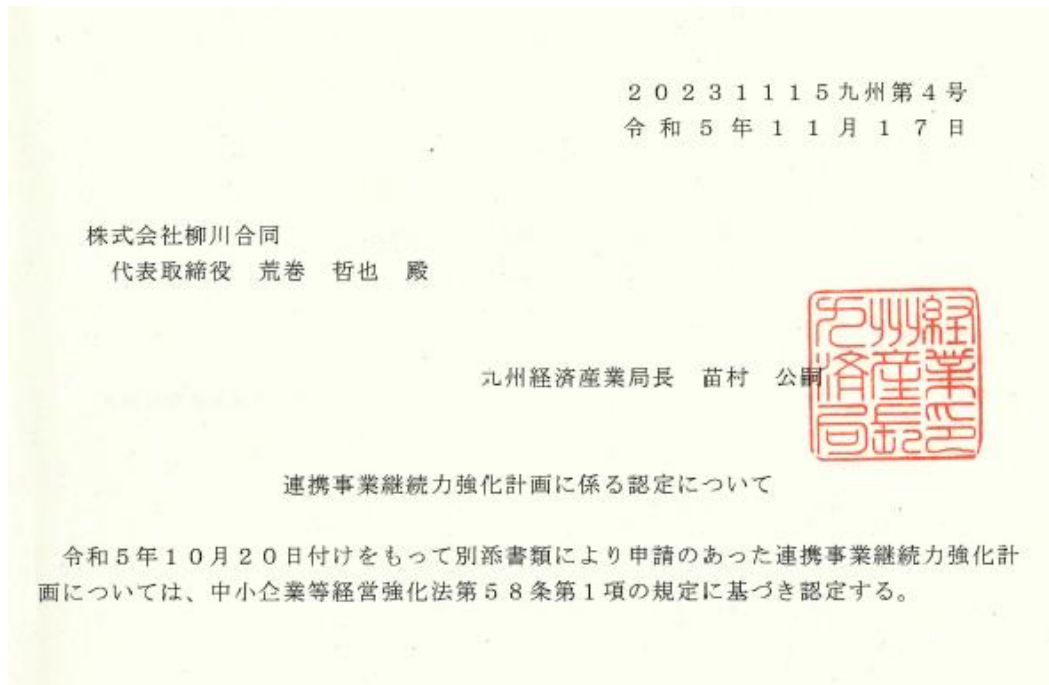 20231115九州第4号
令和5年11月17日
株式会社柳川合同
代表取締役　荒巻　哲也　殿
九州経済産業局長　苗村　公嗣
経済産業局長印
連携事業継続力強化計画に係る認定について
令和5年10月20日付けをもって別添書類により申請のあった連携事業継続力強化計
画については、中小企業等経営強化法第58条第1項の規定に基づき認定する。